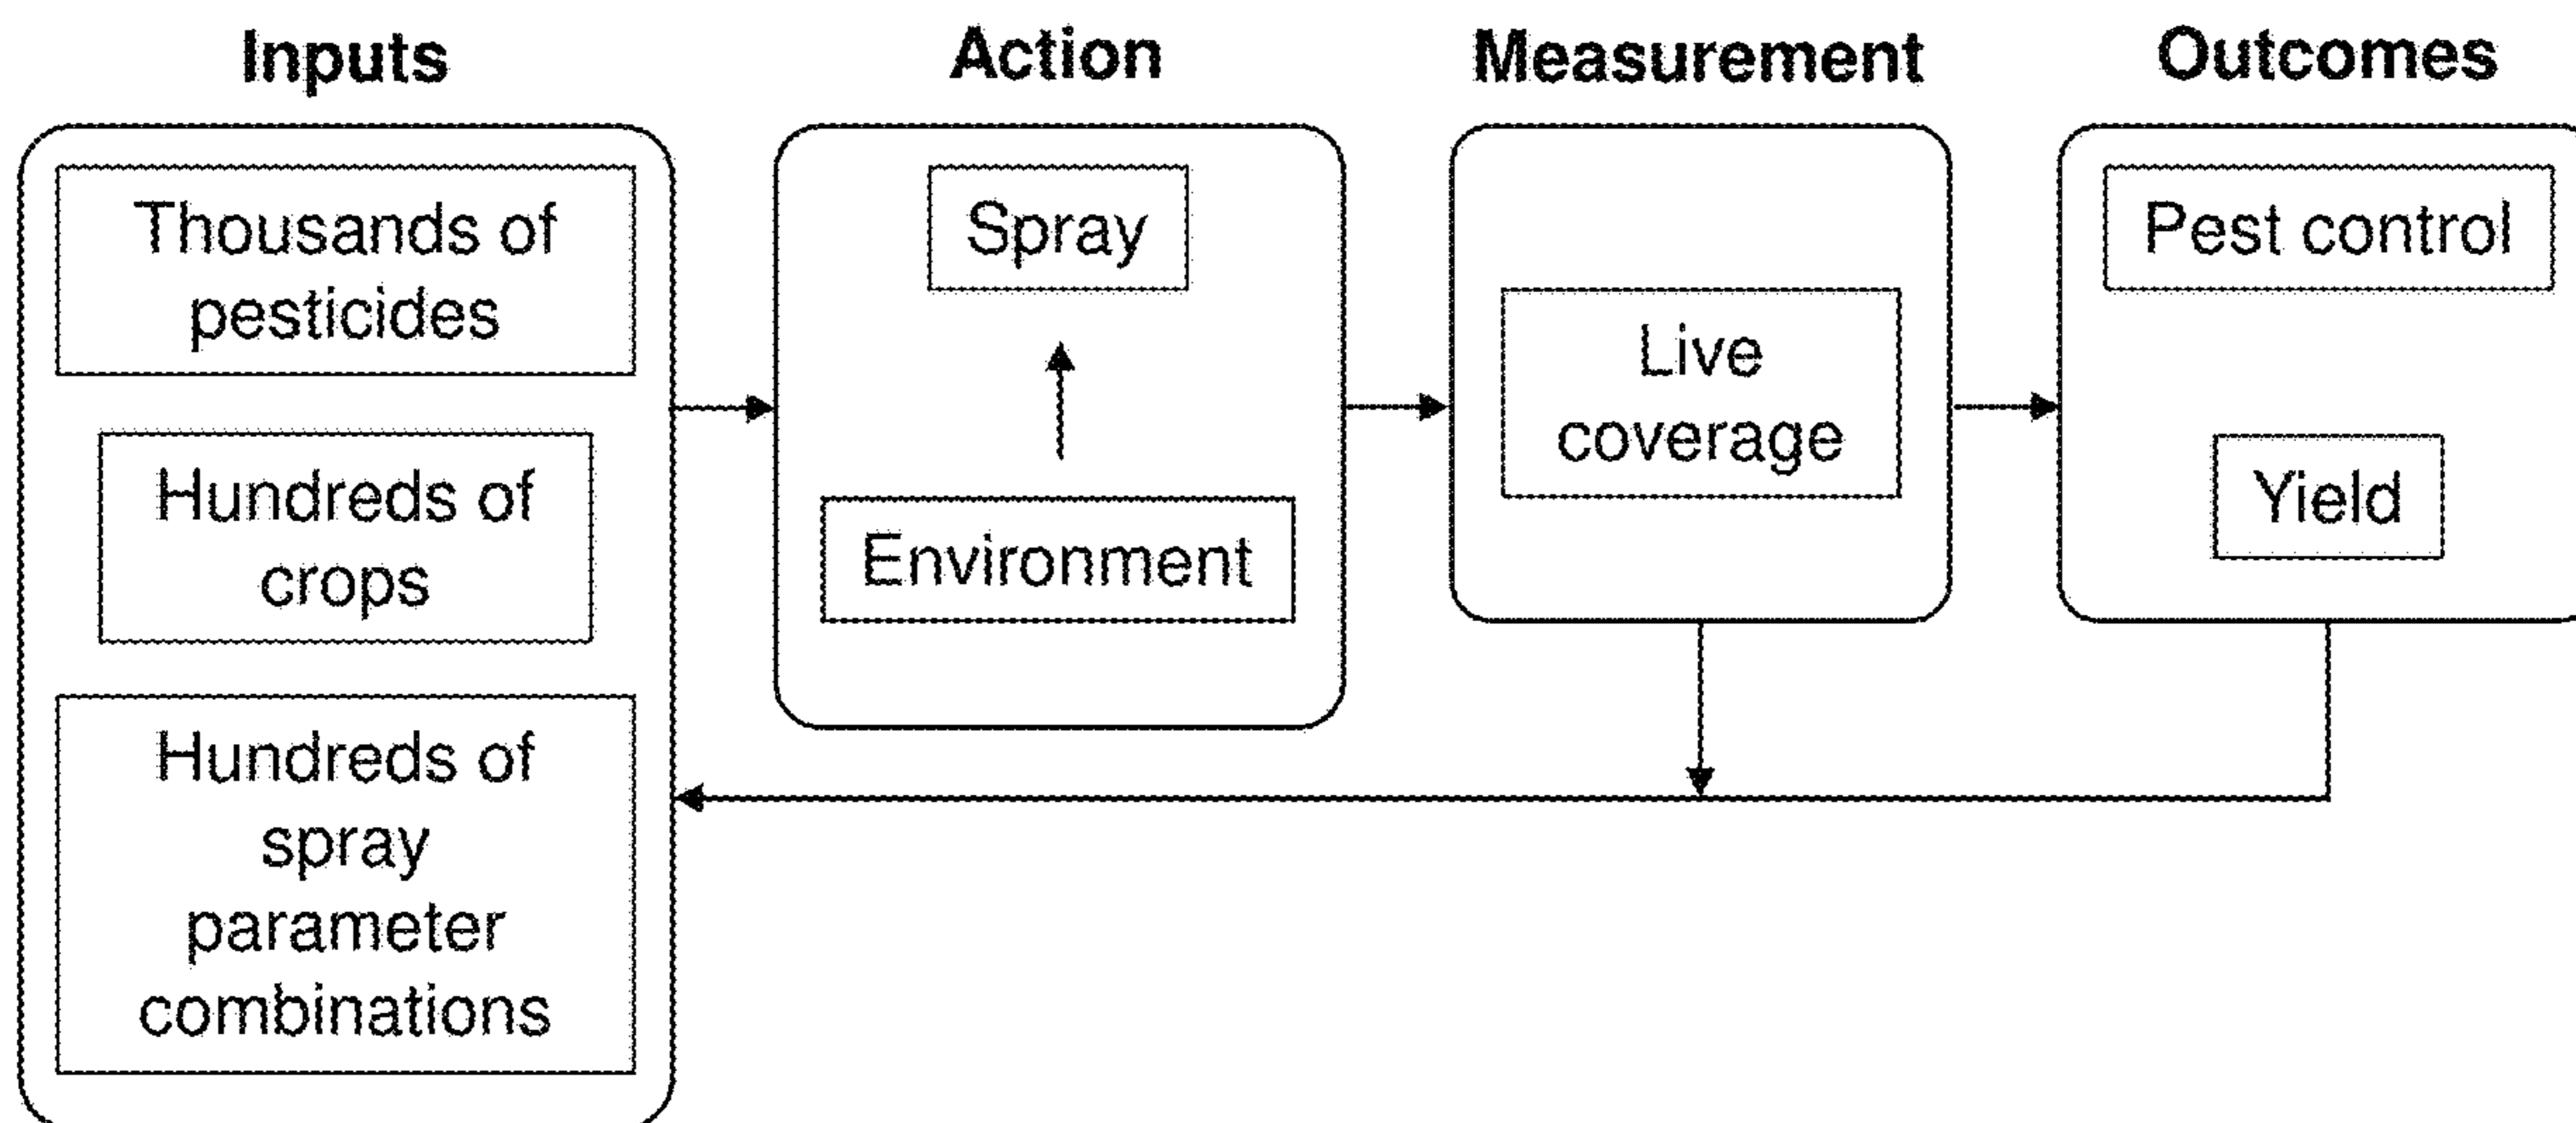 Inputs
Thousands of
pesticides
Hundreds of
crops
Hundreds of
spray
parameter
combinations
Action
Spray
Environment
Measurement
Live
coverage
Outcomes
Pest control
Yield